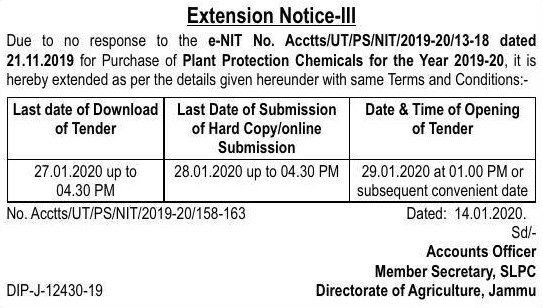 Extension Notice-III
Due to no response to the e-NIT No. Acctts/UT/PS/NIT/2019-20/13-18 dated
21.11.2019 for Purchase of Plant Protection Chemicals for the Year 2019-20, it is
hereby extended as per the details given hereunder with same Terms and Conditions:-
Last date of Download
of Tender
Last Date of Submission
of Hard Copy/online
Submission
Date & Time of Opening
of Tender
27.01.2020 up to
04.30 PM
28.01.2020 up to 04.30 PM
29.01.2020 at 01.00 PM or
subsequent convenient date
No. Acctts/UT/PS/NIT/2019-20/158-163 Dated: 14.01.2020.
Sd/-
Accounts Officer
Member Secretary, SLPC
DIP-J-12430-19 Directorate of Agriculture, Jammu